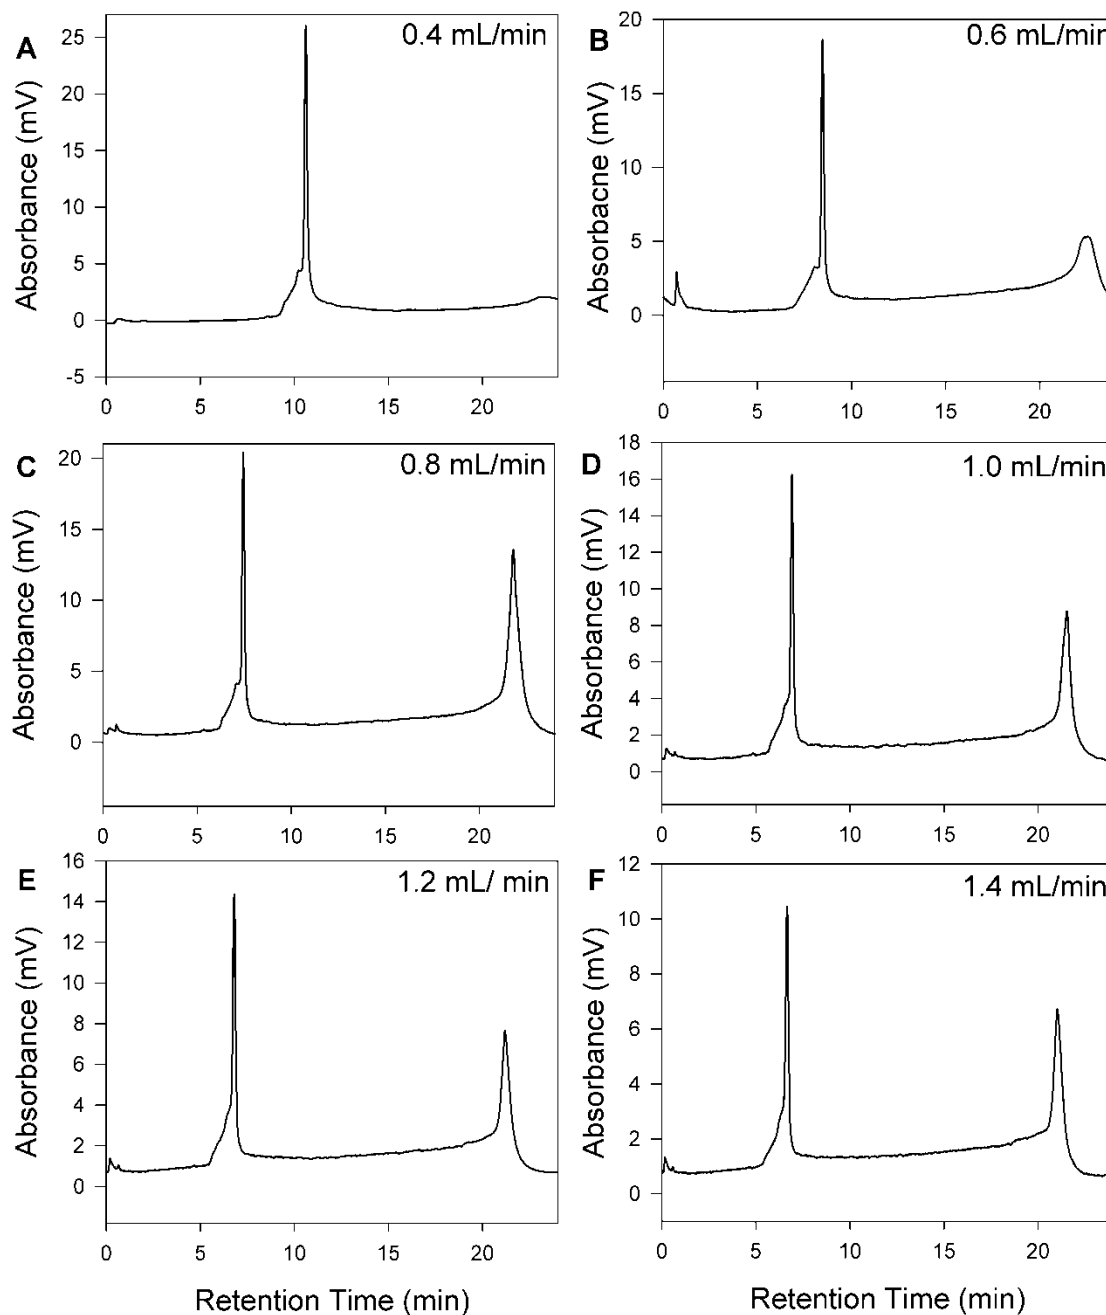 A
0.4 mL/min
Absorbance (mV)
25
20
15
10
5
0
-5
0 5 10 15 20
B
0.6 mL/min
Absorbacne (mV)
20
15
10
5
0
0 5 10 15 20
C
0.8 mL/min
Absorbance (mV)
20
15
10
5
0
0 5 10 15 20
D
1.0 mL/min
Absorbance (mV)
18
16
14
12
10
8
6
4
2
0
0 5 10 15 20
E
1.2 mL/ min
Absorbance (mV)
16
14
12
10
8
6
4
2
0
0 5 10 15 20
Retention Time (min)
F
1.4 mL/min
Absorbance (mV)
12
10
8
6
4
2
0
0 5 10 15 20
Retention Time (min)